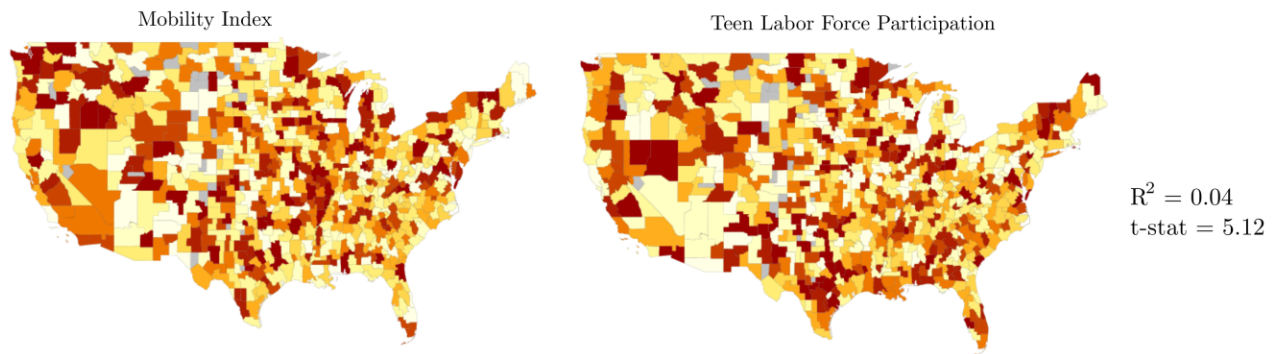 Mobility Index
Teen Labor Force Participation
R² = 0.04
t-stat = 5.12